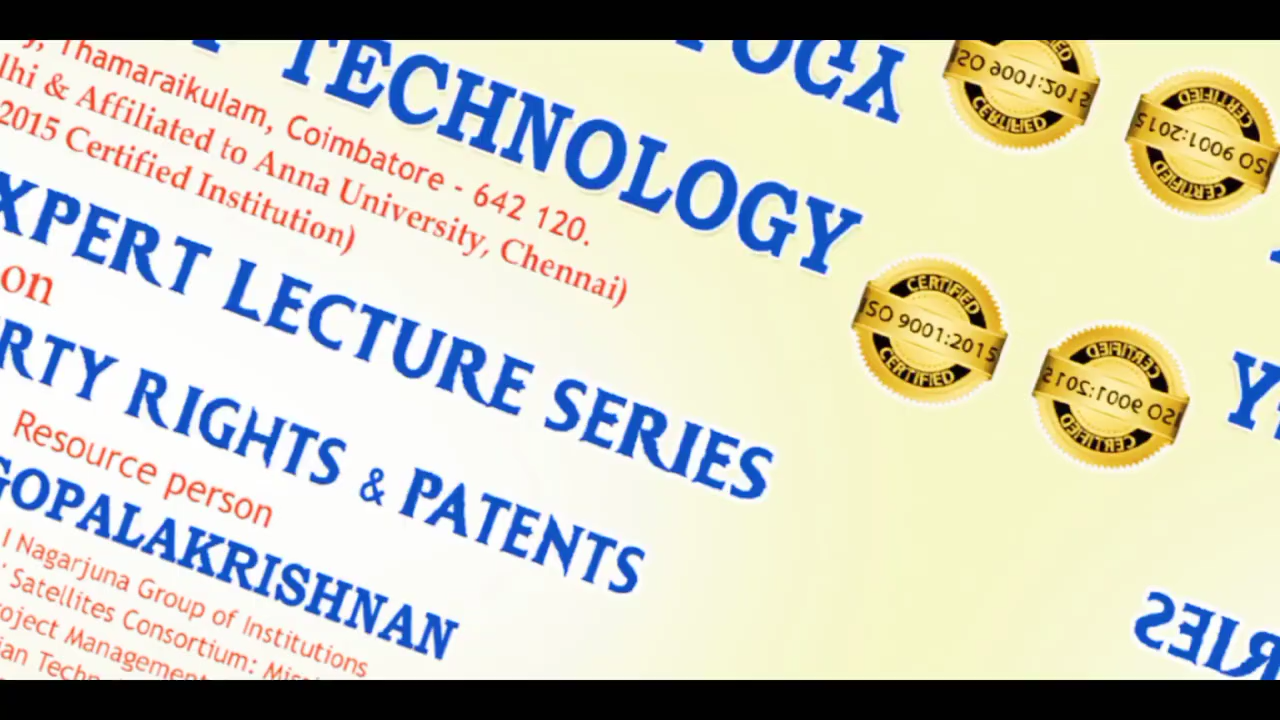 TECHNOLOGY
Thamaraikulam, Coimbatore - 642 120.
& Affiliated to Anna University, Chennai)
2015 Certified Institution)
XPERT LECTURE SERIES
on
RTY RIGHTS & PATENTS
Resource person
GOPALAKRISHNAN
Nagarjuna Group of Institutions
Satellites Consortium:
Project Management
CERTIFIED
ISO 9001:2015
CERTIFIED
CERTIFIED
ISO 9001:2015
CERTIFIED
CERTIFIED
ISO 9001:2015
CERTIFIED
CERTIFIED
ISO 9001:2015
CERTIFIED
OGY
RIES